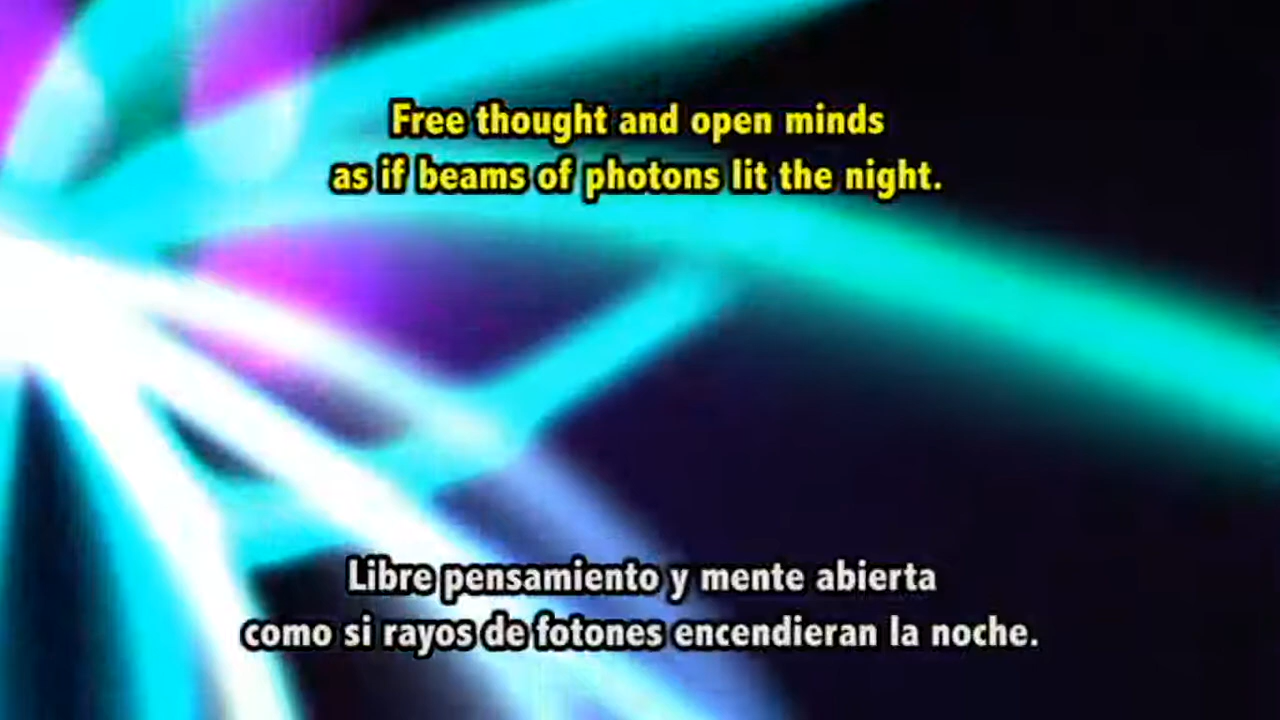 Free thought and open minds
as if beams of photons lit the night.
Libre pensamiento y mente abierta
como si rayos de fotones encendieran la noche.